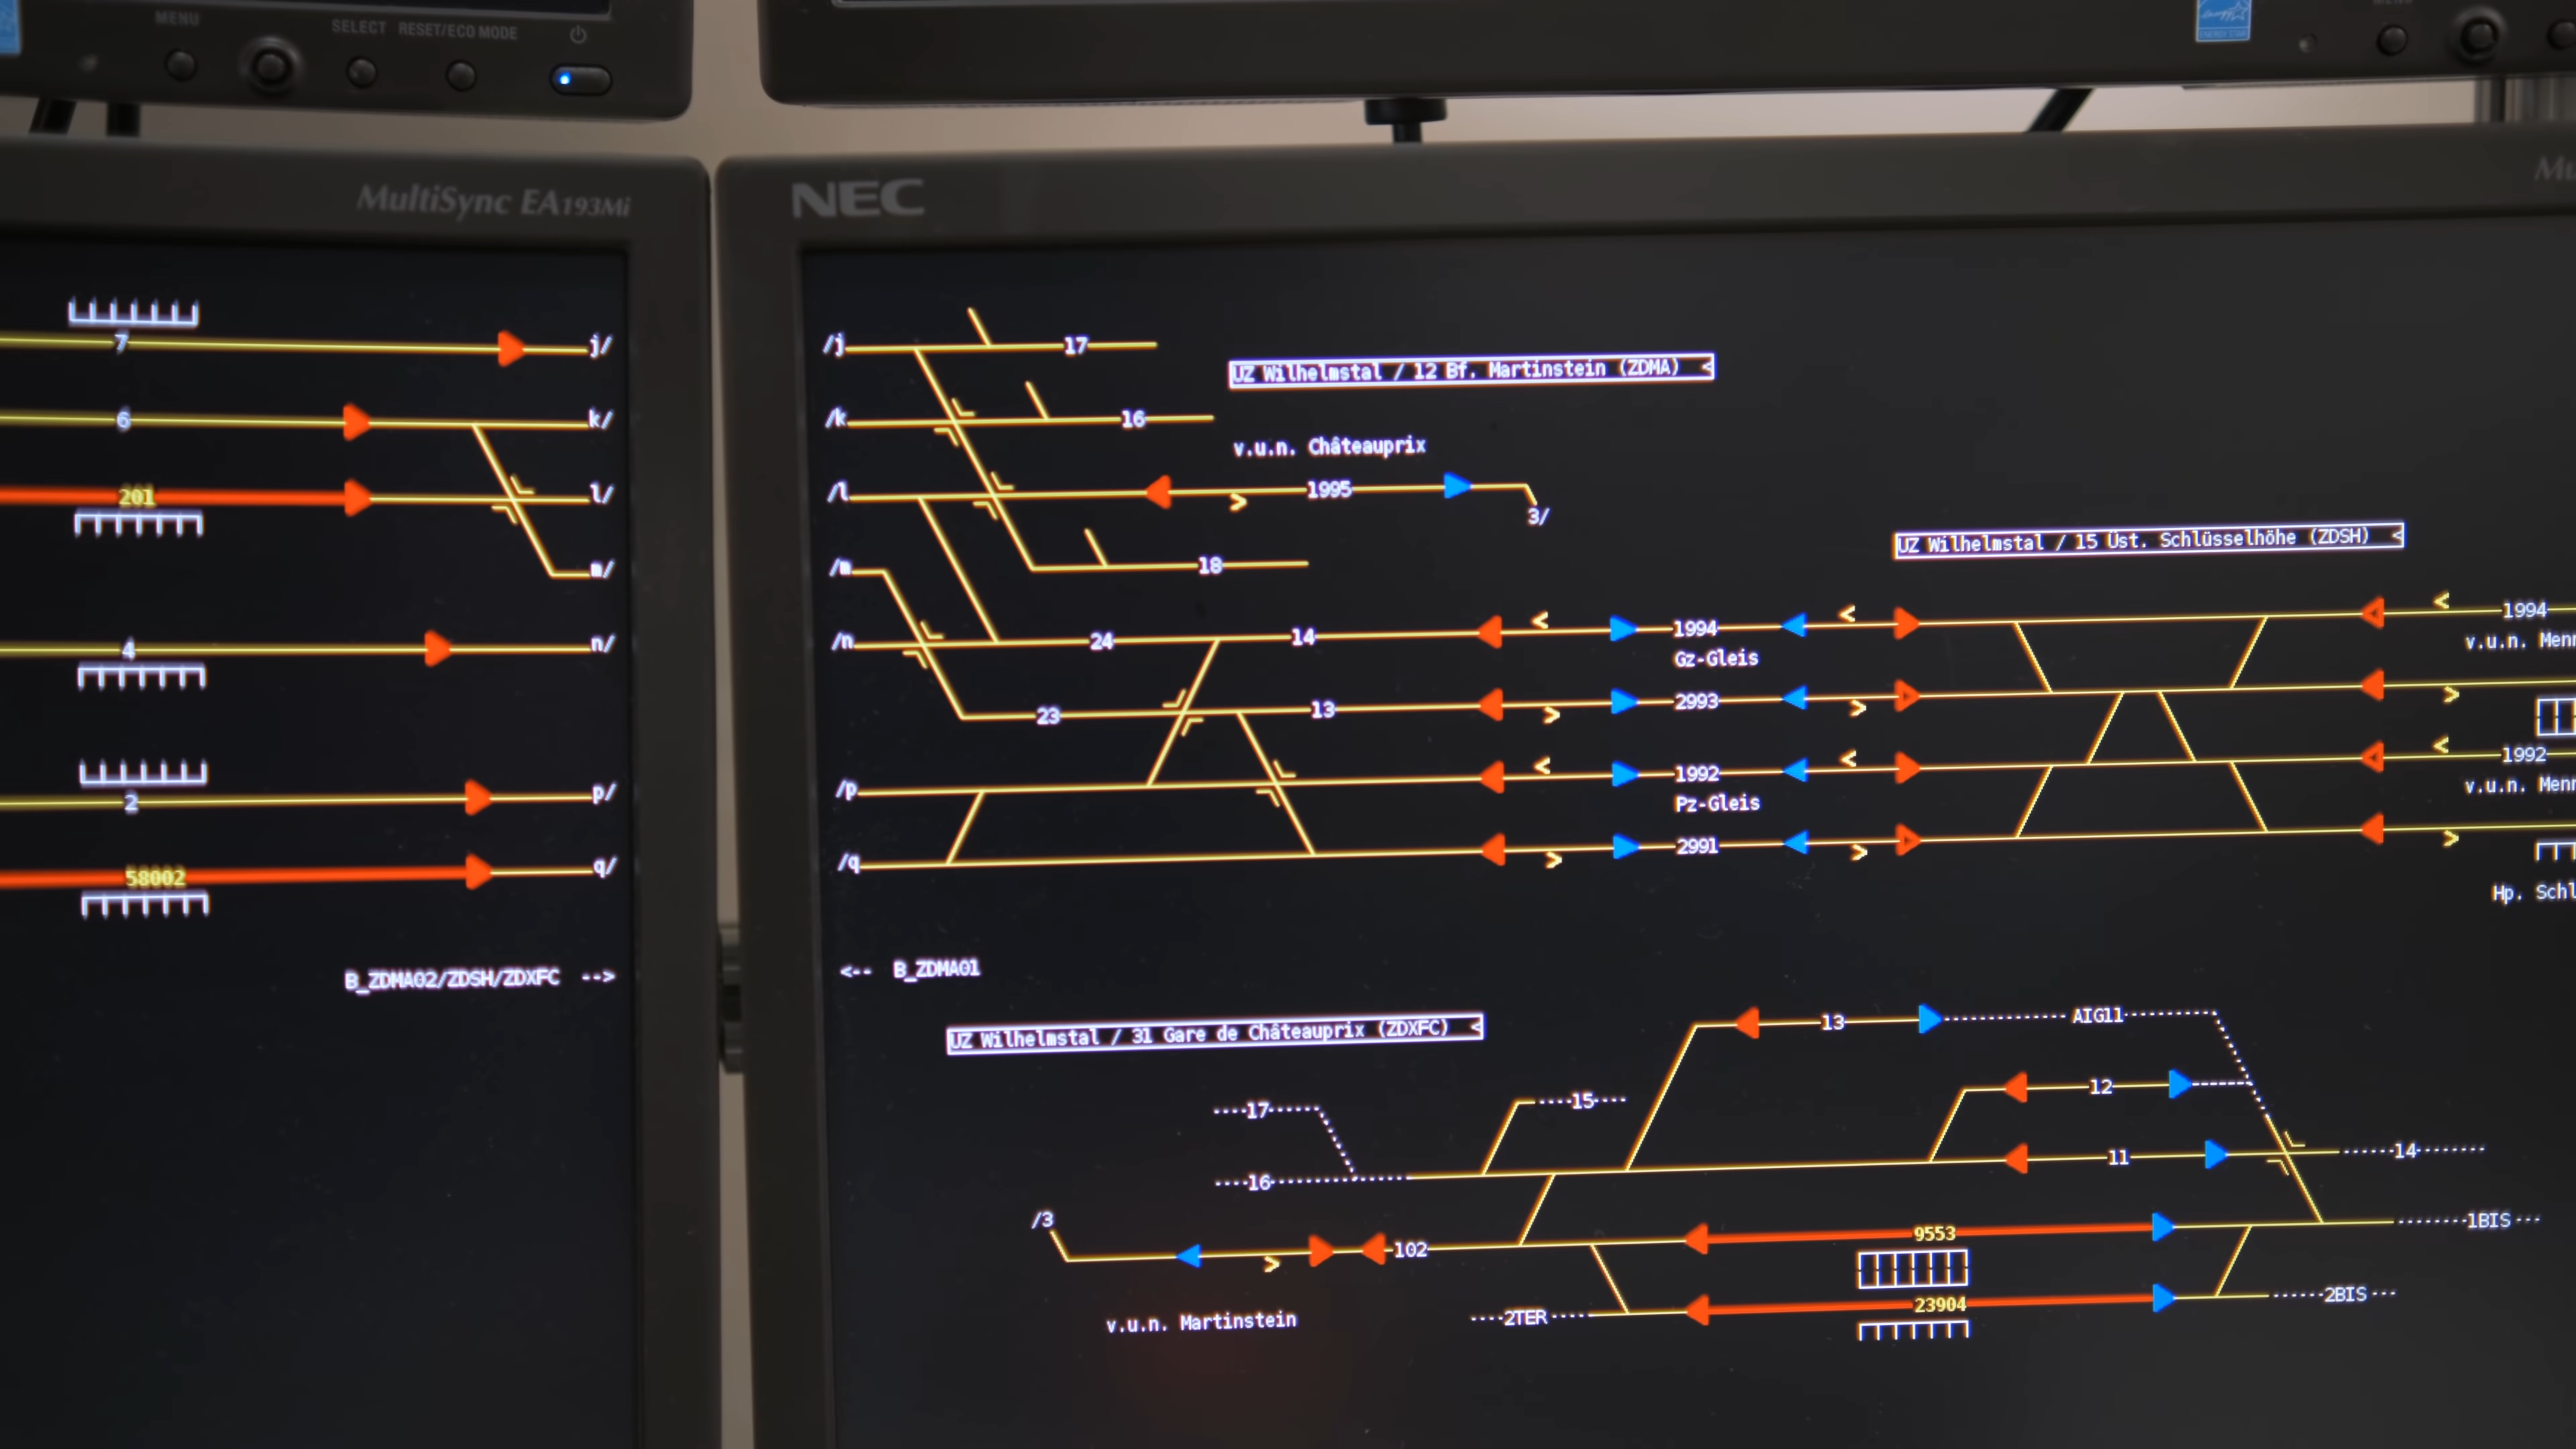 MENU
SELECT
RESET/ECO MODE
MultiSync EA193Mi
NEC
7
j/
6
k/
201
l/
m/
4
n/
2
p/
58002
q/
B_ZDMA02/ZDSH/ZDXFC -->
/j
17
UZ Wilhelmstal / 12 Bf. Martinstein (ZDMA) <
/k
16
v.u.n. Châteauprix
/l
>
1995
3/
UZ Wilhelmstal / 15 Üst. Schlüsselhöhe (ZDSH) <
/m
18
/n
24
14
<
1994
<
<
1994
Gz-Gleis
v.u.n.
23
13
>
2993
>
>
/p
<
1992
<
<
1992
Pz-Gleis
v.u.n.
/q
>
2991
>
>
Hp.
<-- B_ZDMA01
UZ Wilhelmstal / 31 Gare de Châteauprix (ZDXFC) <
13
AIG11
17
15
12
16
11
14
/3
>
102
9553
1BIS
v.u.n. Martinstein
2TER
23904
2BIS